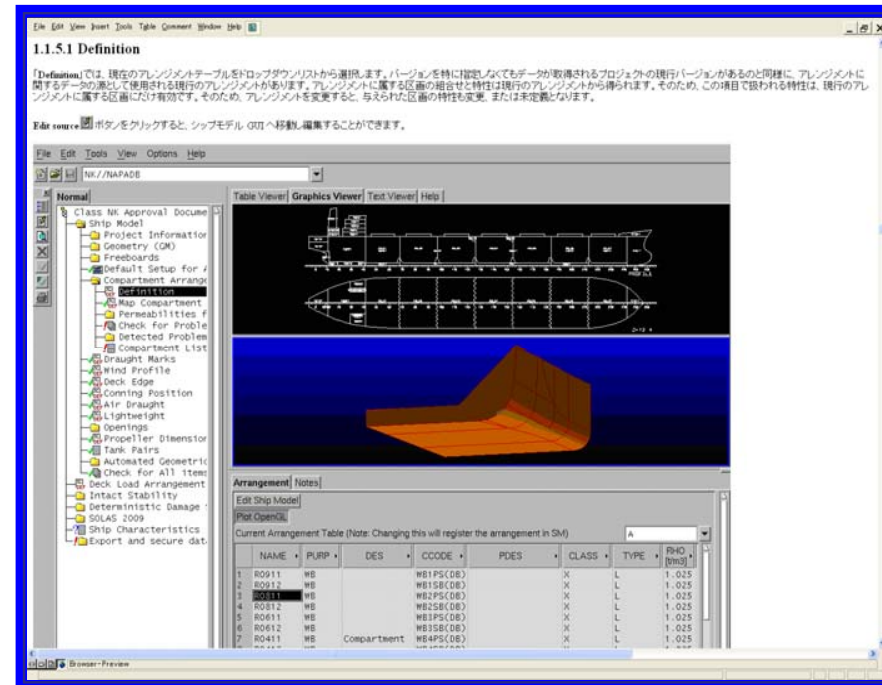 File Edit View Insert Tools Table Comment Window Help
1.1.5.1 Definition
「Definition」では、現在のアレンジメントテーブルをドロップダウンリストから選択します。バージョンを特に指定しなくてもデータが取得されるプロジェクトの現行バージョンがあるのと同様に、アレンジメントに
関するデータの源として使用される現行のアレンジメントがあります。アレンジメントに属する区画の組合せと特性は現行のアレンジメントから得られます。そのため、この項目で扱われる特性は、現行のアレ
ンジメントに属する区画にだけ有効です。そのため、アレンジメントを変更すると、与えられた区画の特性も変更、または未定義となります。
Edit source ボタンをクリックすると、シップモデル GUI へ移動し編集することができます。
File Edit Tools View Options Help
NK//NAPADB
Normal
Table Viewer Graphics Viewer Text Viewer Help
Class NK Approval Docume
Ship Model
Project Information
Geometry (GM)
Freeboards
Default Setup for A
Compartment Arrange
Definition
Map Compartment
Permeabilities f
Check for Proble
Detected Problem
Compartment List
Draught Marks
Wind Profile
Deck Edge
Conning Position
Air Draught
Lightweight
Openings
Propeller Dimension
Tank Pairs
Automated Geometric
Check for All items
Deck Load Arrangement
Intact Stability
Deterministic Damage
SOLAS 2009
Ship Characteristics
Export and secure dat
PROFILE
Arrangement Notes
Edit Ship Model
Plot OpenGL
Current Arrangement Table (Note: Changing this will register the arrangement in SM) A
NAME PURP DES CCODE PDES CLASS TYPE RHO [t/m3]
1 R0911 WB WB1PS(DB) X L 1.025
2 R0912 WB WB1SB(DB) X L 1.025
3 R0811 WB WB2PS(DB) X L 1.025
4 R0812 WB WB2SB(DB) X L 1.025
5 R0611 WB WB3PS(DB) X L 1.025
6 R0612 WB WB3SB(DB) X L 1.025
7 R0411 WB Compartment WB4PS(DB) X L 1.025
Browser-Preview